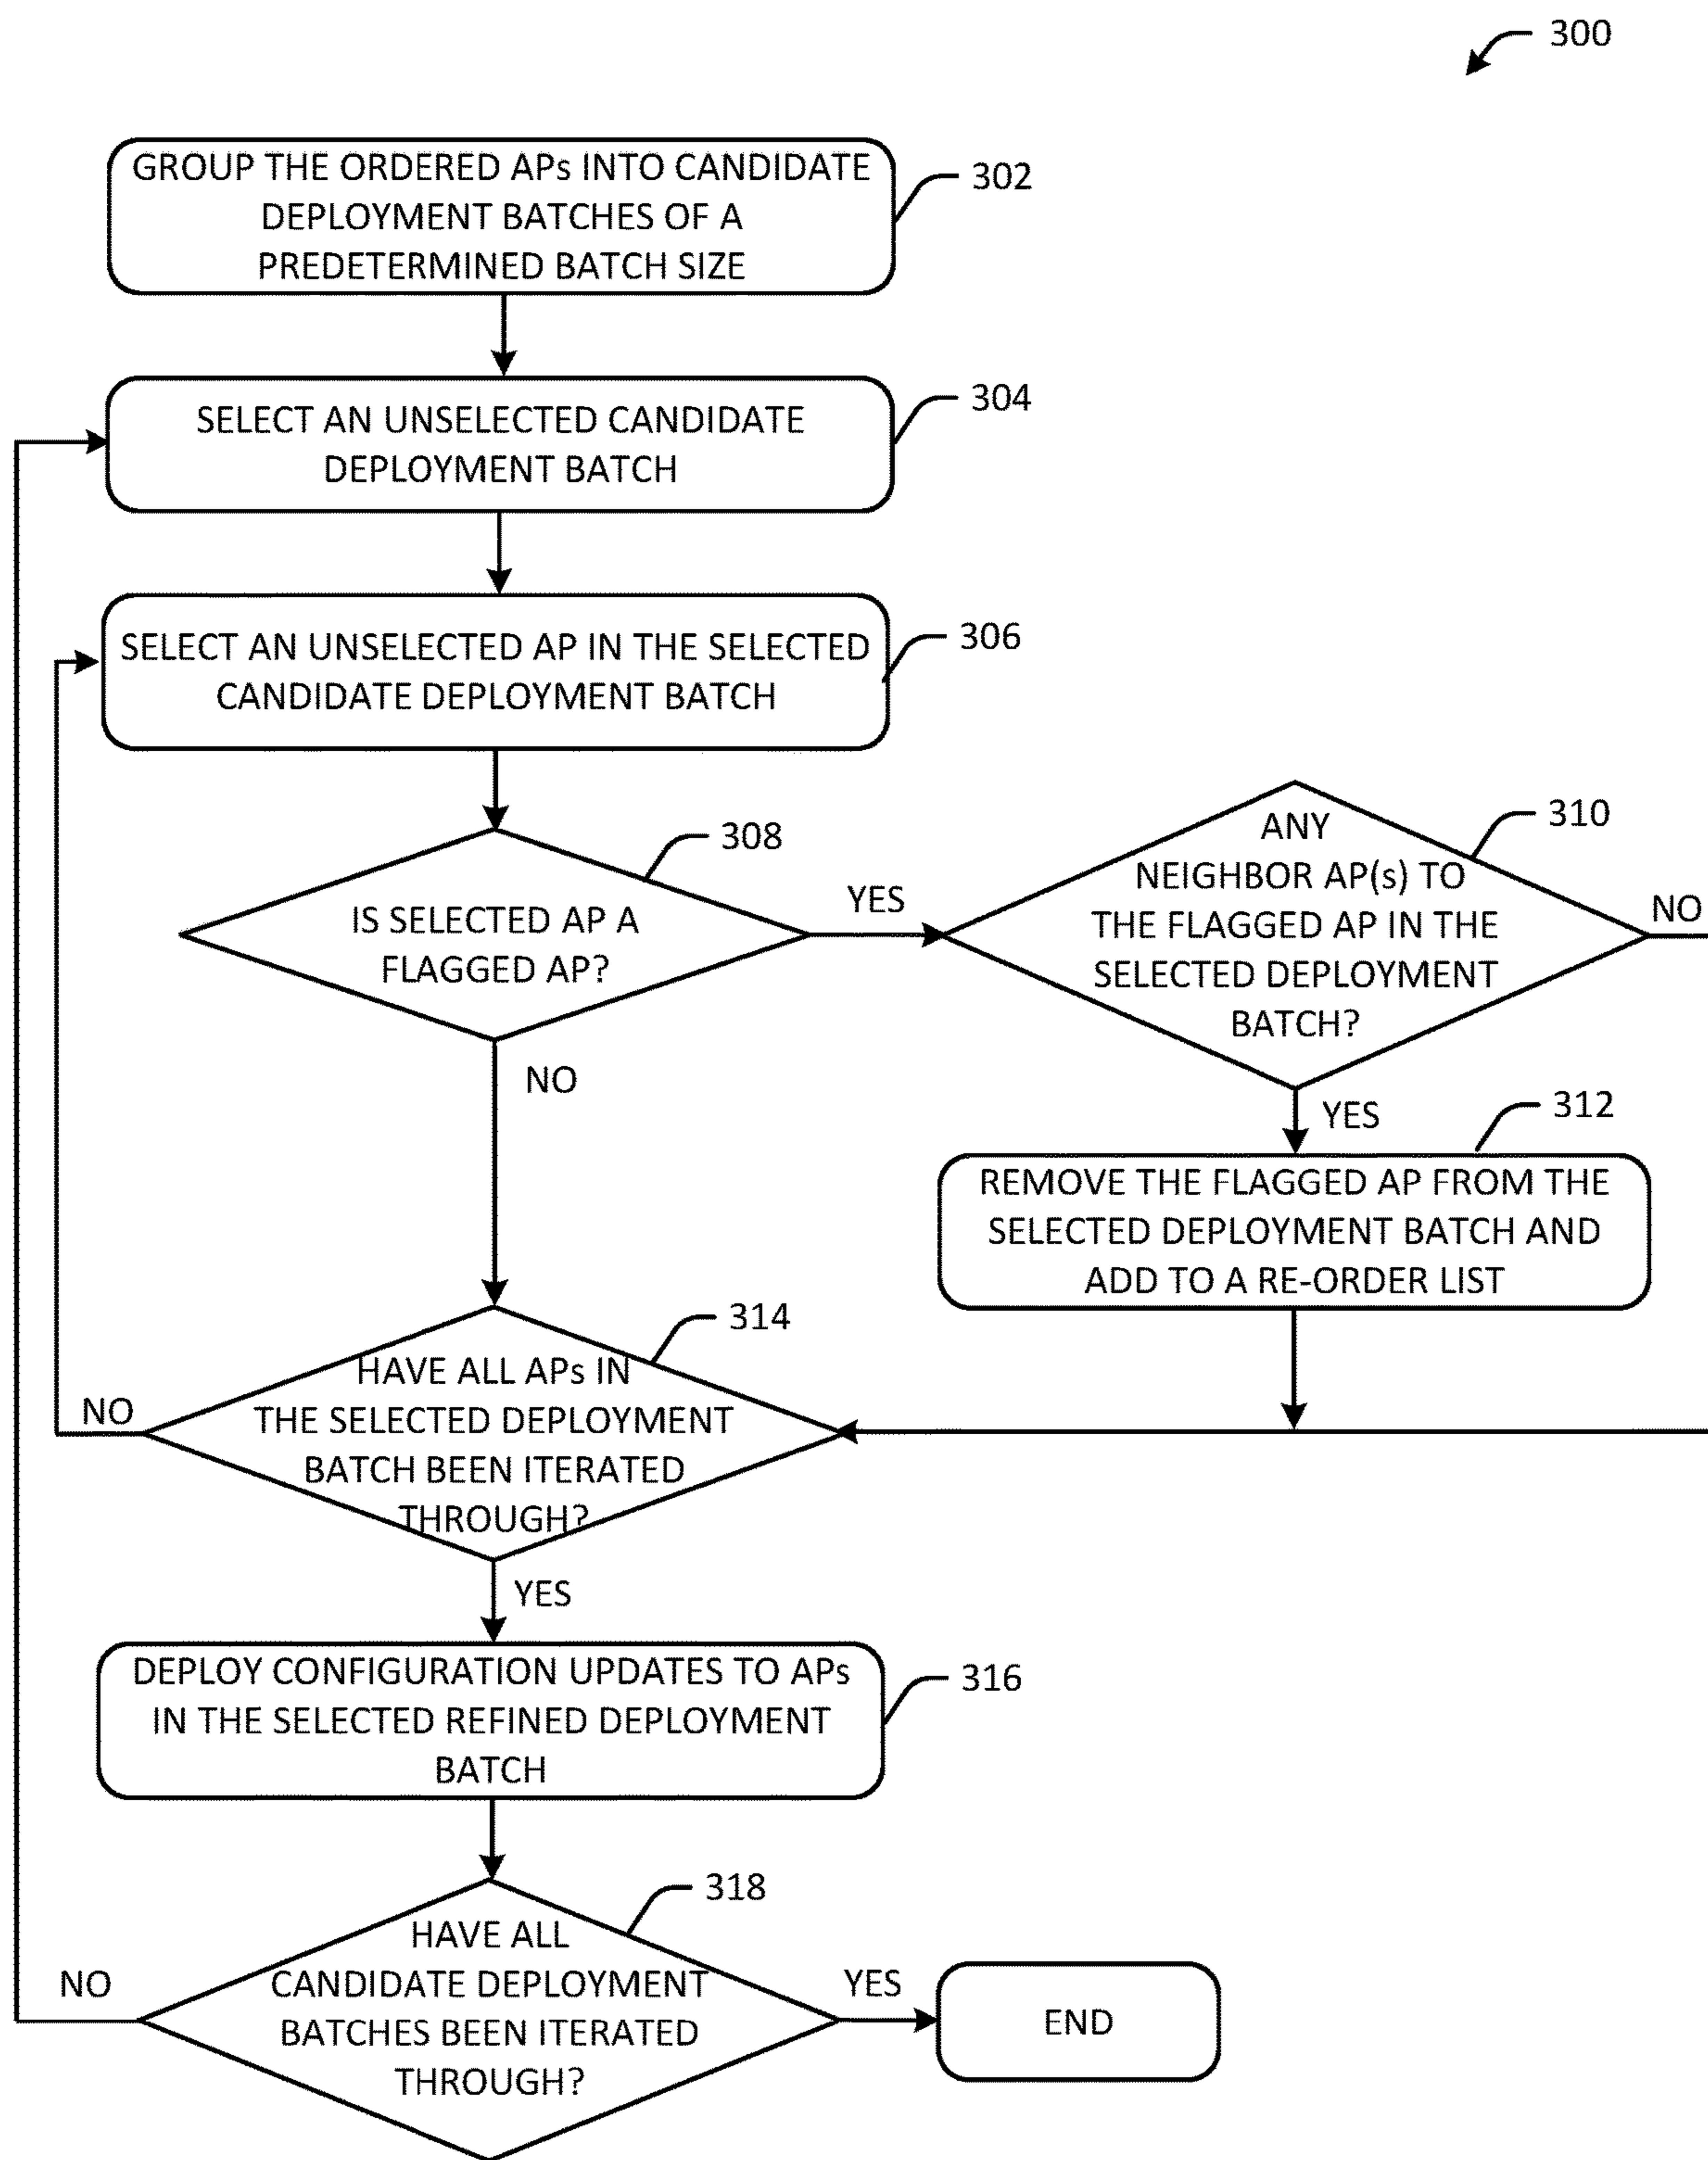 300
GROUP THE ORDERED APs INTO CANDIDATE
DEPLOYMENT BATCHES OF A
PREDETERMINED BATCH SIZE
302
SELECT AN UNSELECTED CANDIDATE
DEPLOYMENT BATCH
304
SELECT AN UNSELECTED AP IN THE SELECTED
CANDIDATE DEPLOYMENT BATCH
306
IS SELECTED AP A
FLAGGED AP?
308
YES
NO
ANY
NEIGHBOR AP(s) TO
THE FLAGGED AP IN THE
SELECTED DEPLOYMENT
BATCH?
310
NO
YES
REMOVE THE FLAGGED AP FROM THE
SELECTED DEPLOYMENT BATCH AND
ADD TO A RE-ORDER LIST
312
HAVE ALL APs IN
THE SELECTED DEPLOYMENT
BATCH BEEN ITERATED
THROUGH?
314
NO
YES
DEPLOY CONFIGURATION UPDATES TO APs
IN THE SELECTED REFINED DEPLOYMENT
BATCH
316
HAVE ALL
CANDIDATE DEPLOYMENT
BATCHES BEEN ITERATED
THROUGH?
318
NO
YES
END